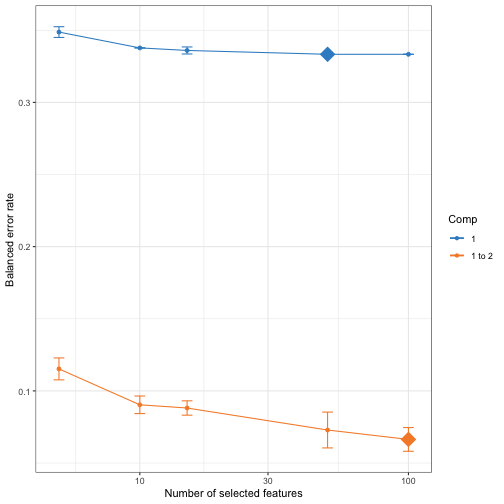 0.3
0.2
0.1
Balanced error rate
10
30
100
Number of selected features
Comp
1
1 to 2